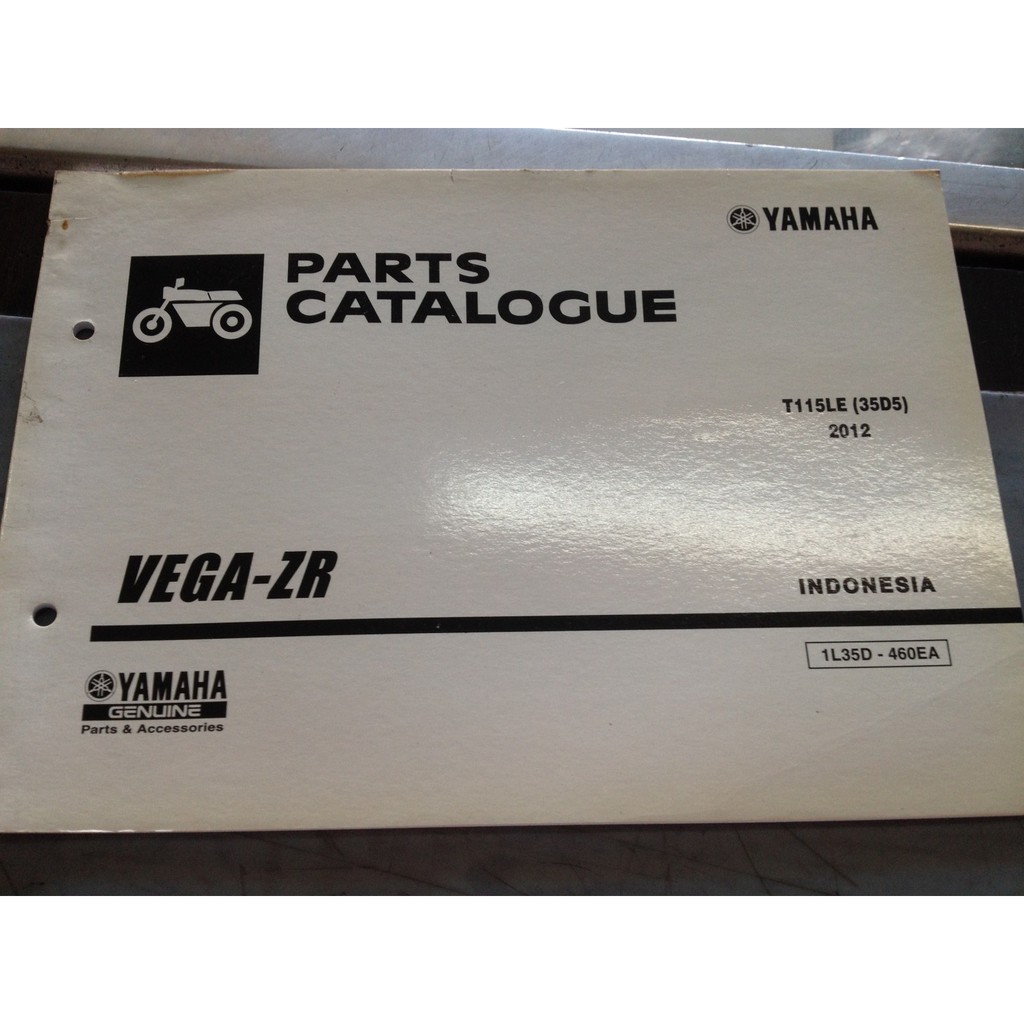 YAMAHA
PARTS
CATALOGUE
T115LE (35D5)
2012
VEGA-ZR
INDONESIA
1L35D - 460EA
YAMAHA
GENUINE
Parts & Accessories